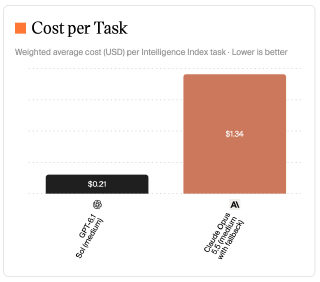 Cost per Task
Weighted average cost (USD) per Intelligence Index task · Lower is better
$0.21
$1.34
GPT-6.1
Sol (medium)
Claude Opus
5.5 (medium
with fallback)